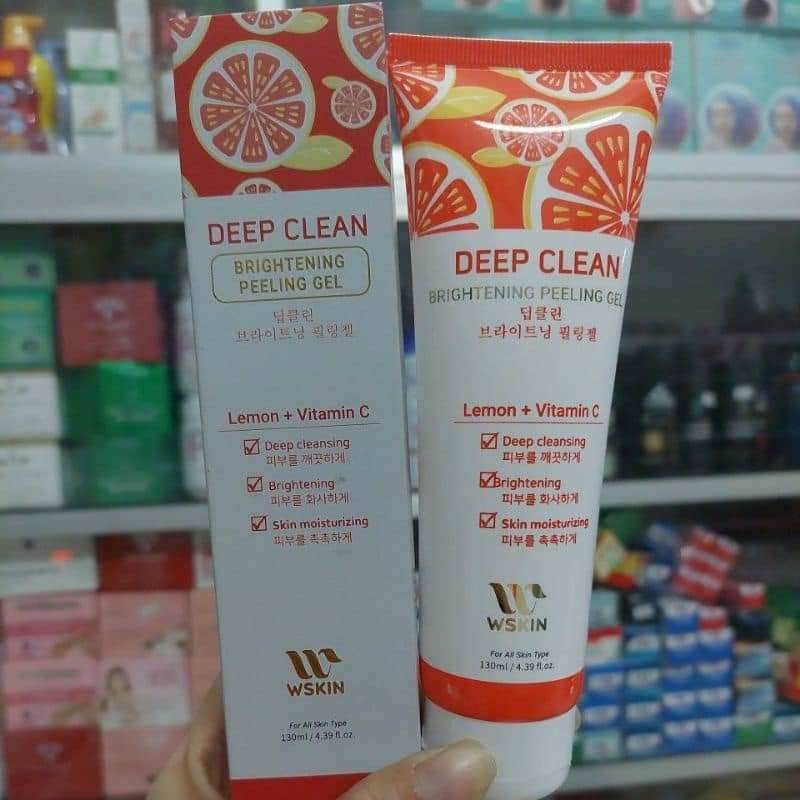 DEEP CLEAN
BRIGHTENING
PEELING GEL
딥클린
브라이트닝 필링젤
Lemon + Vitamin C
Deep cleansing
피부를 깨끗하게
Brightening
피부를 화사하게
Skin moisturizing
피부를 촉촉하게
WSKIN
For All Skin Type
130ml / 4.39 fl.oz.
DEEP CLEAN
BRIGHTENING PEELING GEL
딥클린
브라이트닝 필링젤
Lemon + Vitamin C
Deep cleansing
피부를 깨끗하게
Brightening
피부를 화사하게
Skin moisturizing
피부를 촉촉하게
WSKIN
For All Skin Type
130ml / 4.39 fl.oz.